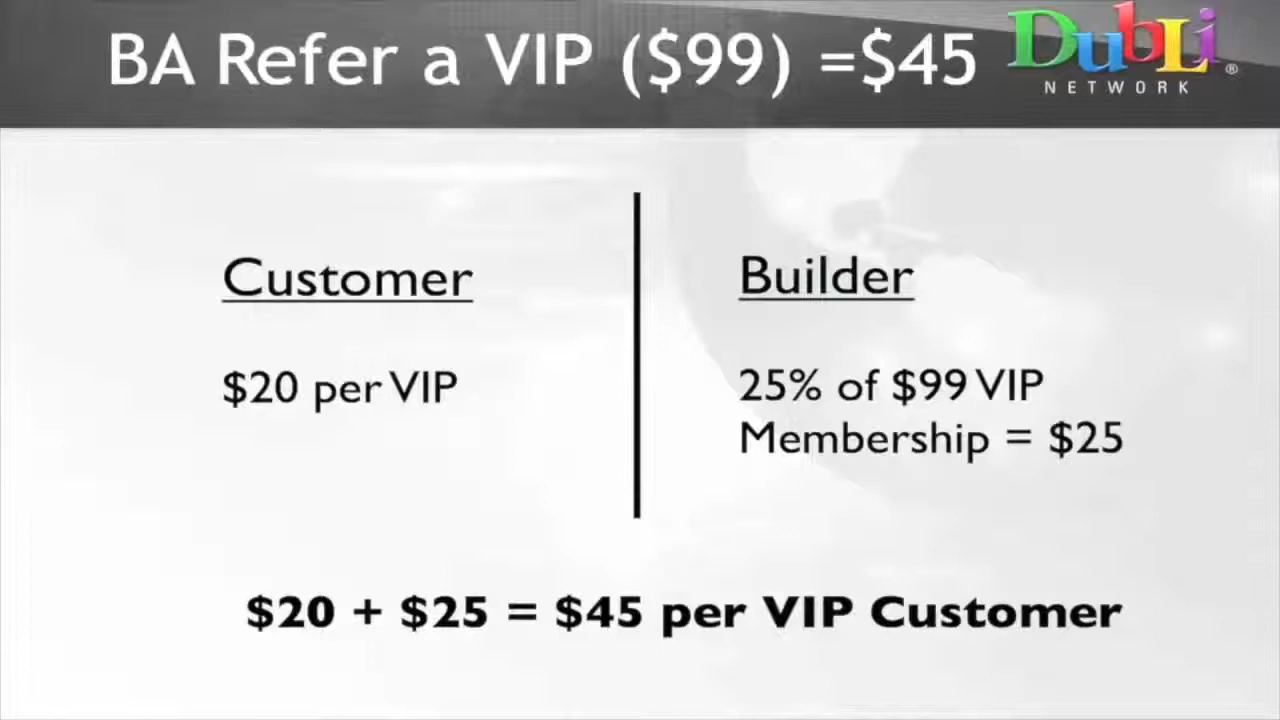 BA Refer a VIP ($99) =$45
DubLi ®
NETWORK
Customer
$20 per VIP
Builder
25% of $99 VIP
Membership = $25
$20 + $25 = $45 per VIP Customer